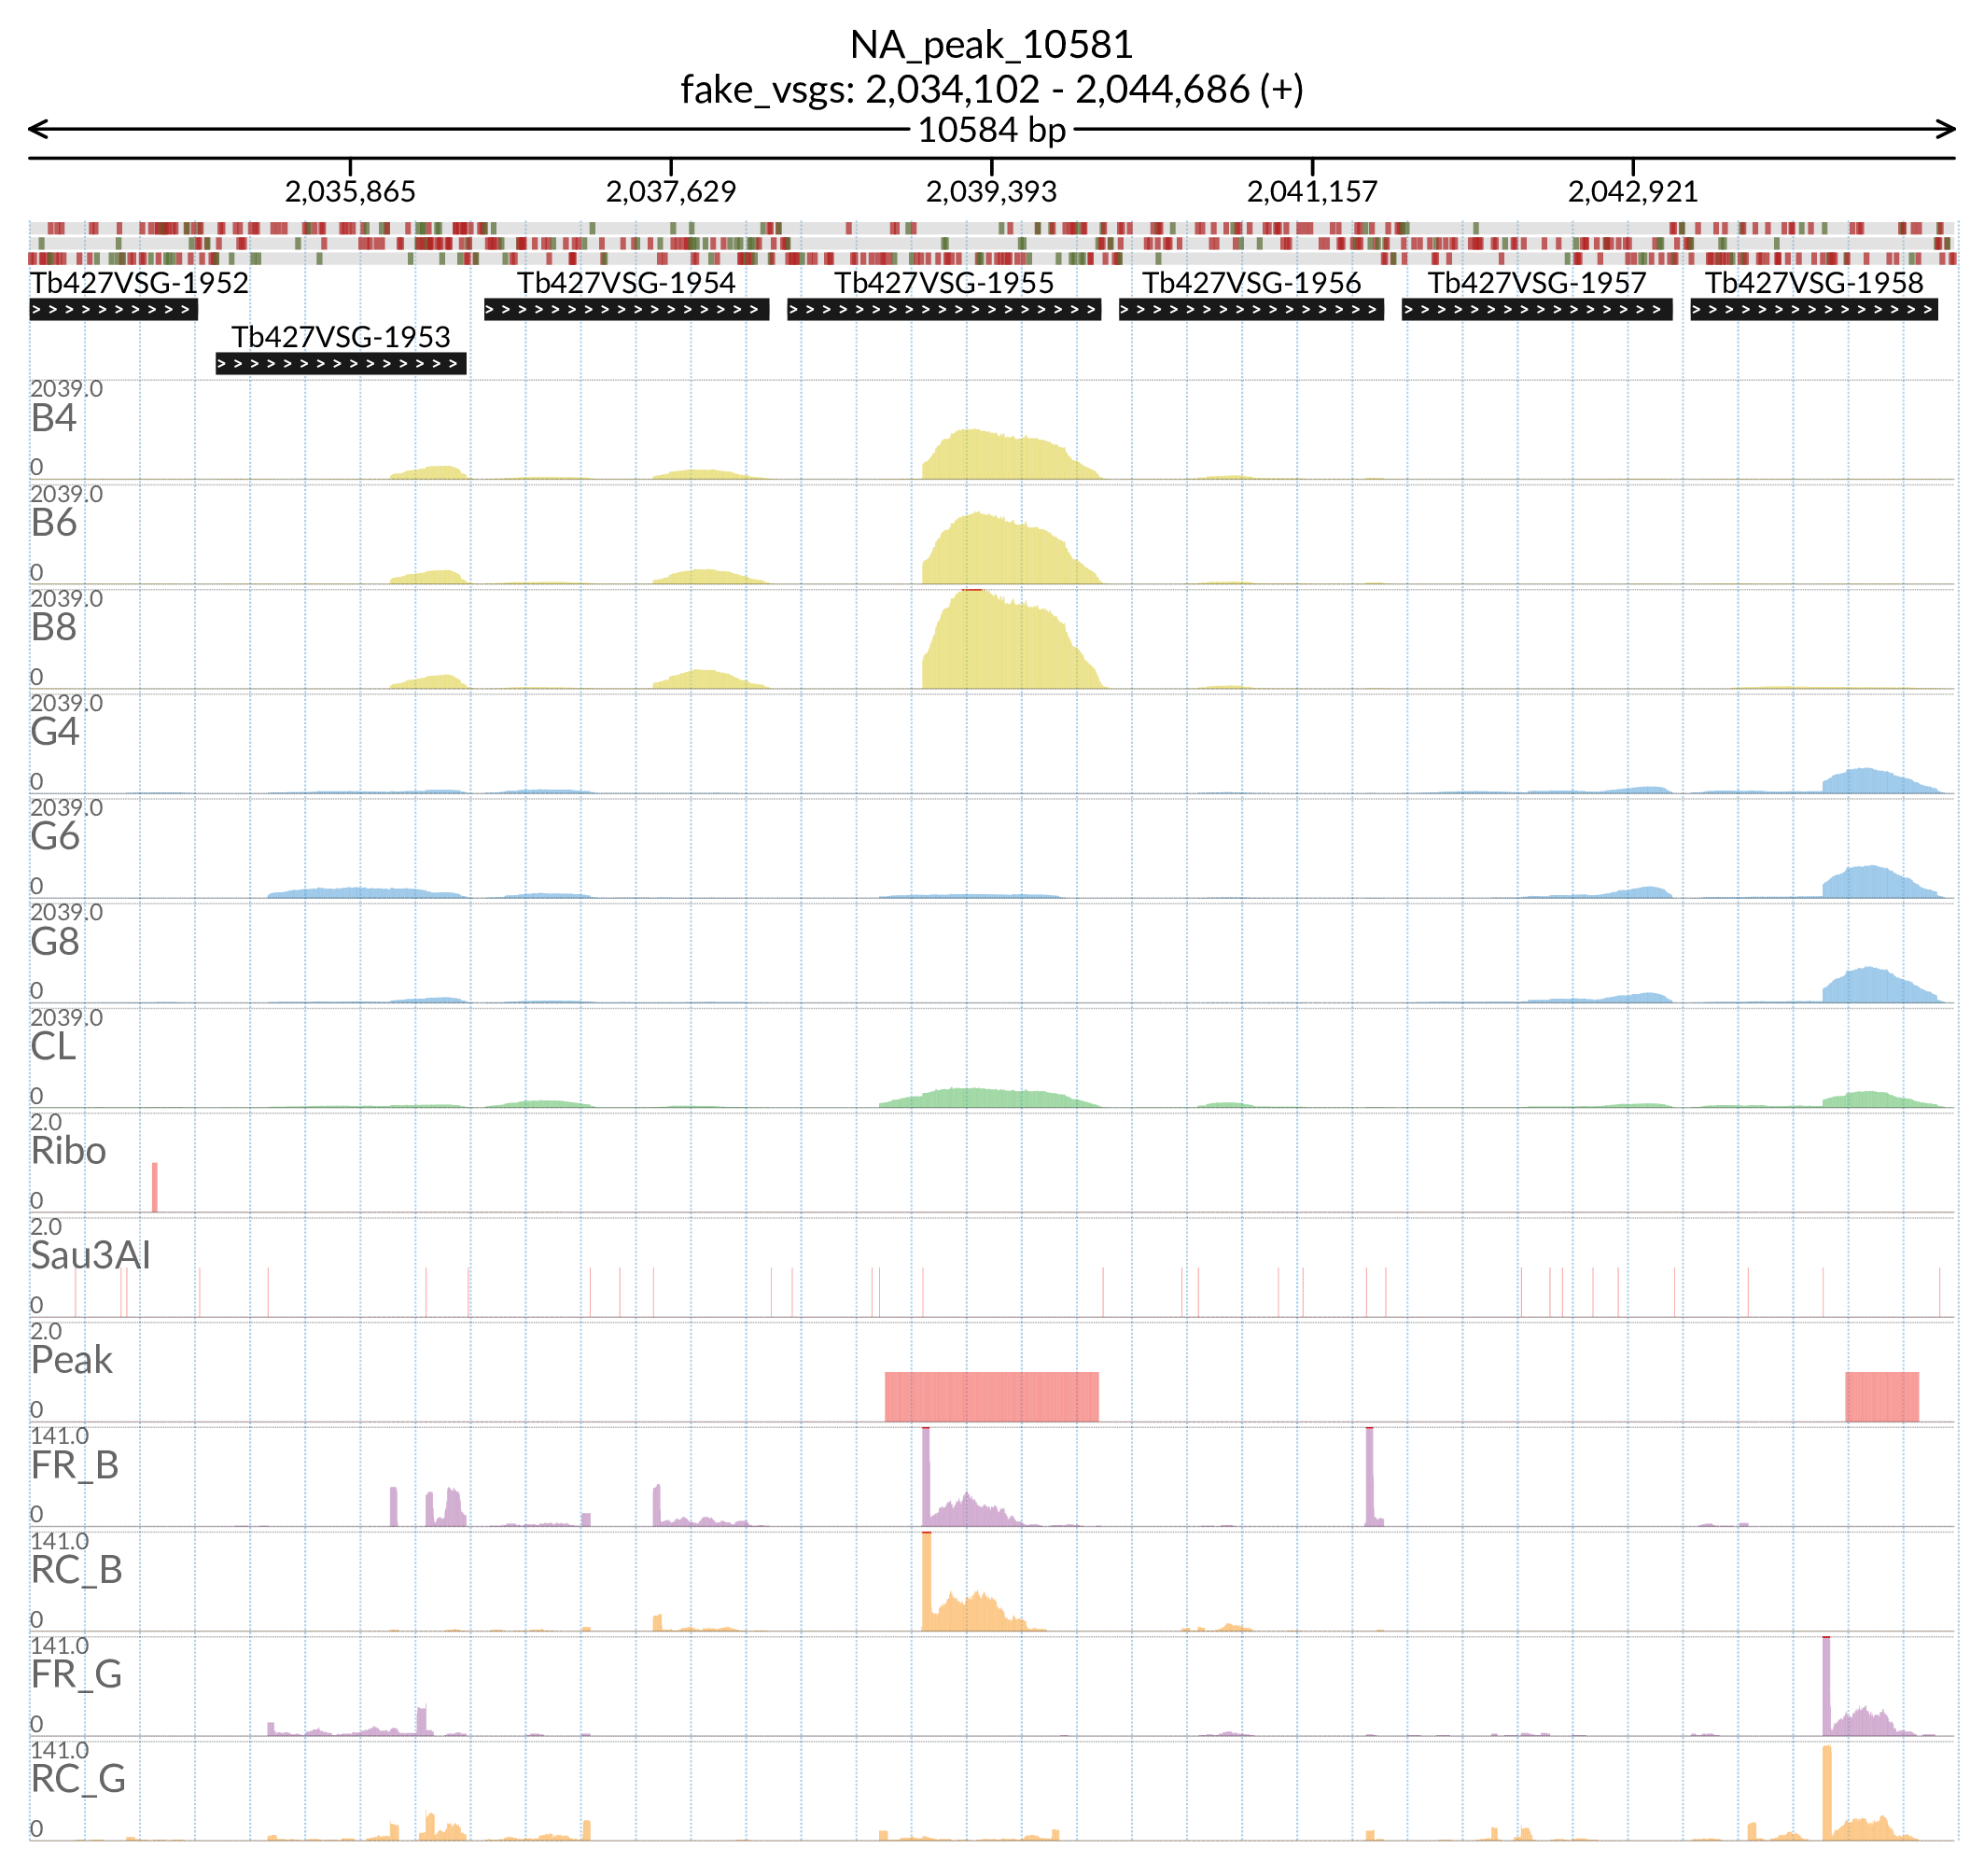 NA_peak_10581
fake_vsgs: 2,034,102 - 2,044,686 (+)
10584 bp
2,035,865 2,037,629 2,039,393 2,041,157 2,042,921
Tb427VSG-1952 Tb427VSG-1954 Tb427VSG-1955 Tb427VSG-1956 Tb427VSG-1957 Tb427VSG-1958
Tb427VSG-1953
2039.0
B4
0
2039.0
B6
0
2039.0
B8
0
2039.0
G4
0
2039.0
G6
0
2039.0
G8
0
2039.0
CL
0
2.0
Ribo
0
2.0
Sau3AI
0
2.0
Peak
0
141.0
FR_B
0
141.0
RC_B
0
141.0
FR_G
0
141.0
RC_G
0